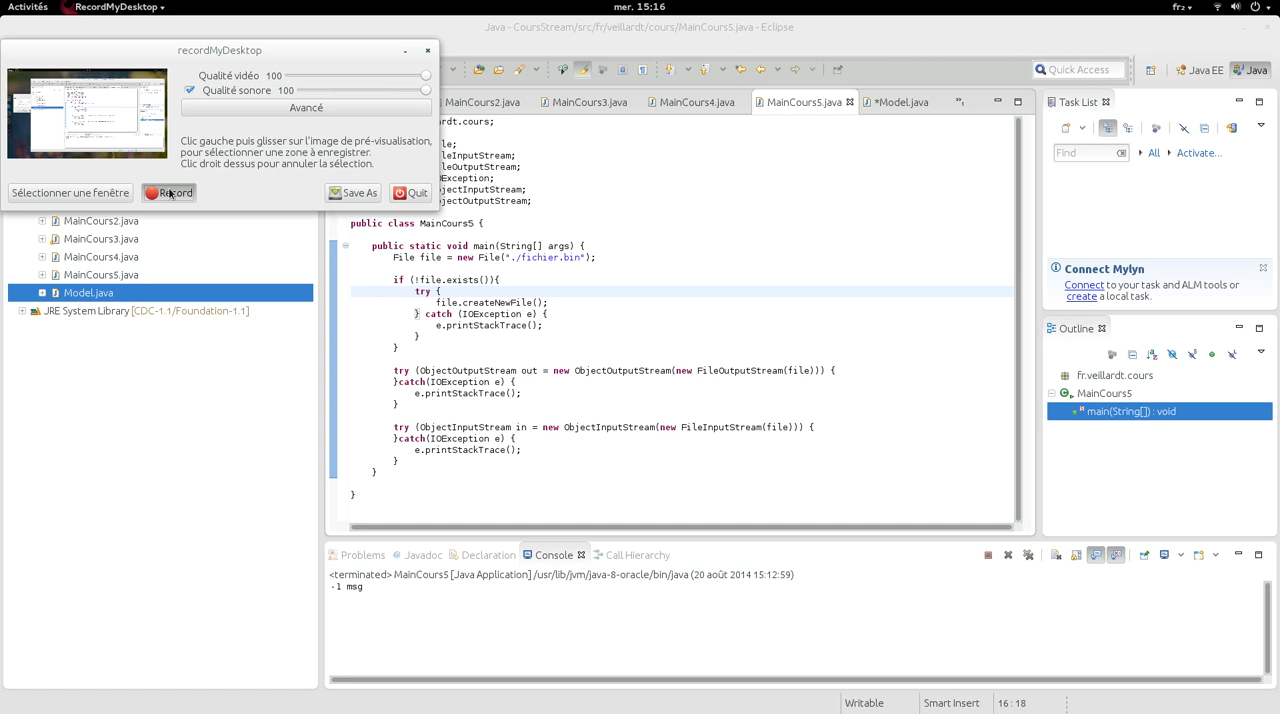 Activités RecordMyDesktop mer. 15:16 fr₂
Java - CoursStream/src/fr/veillardt/cours/MainCours5.java - Eclipse
recordMyDesktop
Qualité vidéo 100
Qualité sonore 100
Avancé
Clic gauche puis glisser sur l'image de pré-visualisation,
pour sélectionner une zone à enregistrer.
Clic droit dessus pour annuler la sélection.
Sélectionner une fenêtre Record Save As Quit
Quick Access Java EE Java
MainCours2.java MainCours3.java MainCours4.java MainCours5.java *Model.java
MainCours2.java
MainCours3.java
MainCours4.java
MainCours5.java
Model.java
JRE System Library [CDC-1.1/Foundation-1.1]
ardt.cours;
le;
leInputStream;
leOutputStream;
Exception;
jectInputStream;
jectOutputStream;
public class MainCours5 {
public static void main(String[] args) {
File file = new File("./fichier.bin");
if (!file.exists()){
try {
file.createNewFile();
} catch (IOException e) {
e.printStackTrace();
}
}
try (ObjectOutputStream out = new ObjectOutputStream(new FileOutputStream(file))) {
}catch(IOException e) {
e.printStackTrace();
}
try (ObjectInputStream in = new ObjectInputStream(new FileInputStream(file))) {
}catch(IOException e) {
e.printStackTrace();
}
}
}
Task List
Find All Activate...
Connect Mylyn
Connect to your task and ALM tools or
create a local task.
Outline
fr.veillardt.cours
MainCours5
main(String[]) : void
Problems Javadoc Declaration Console Call Hierarchy
<terminated> MainCours5 [Java Application] /usr/lib/jvm/java-8-oracle/bin/java (20 août 2014 15:12:59)
-1 msg
Writable Smart Insert 16 : 18